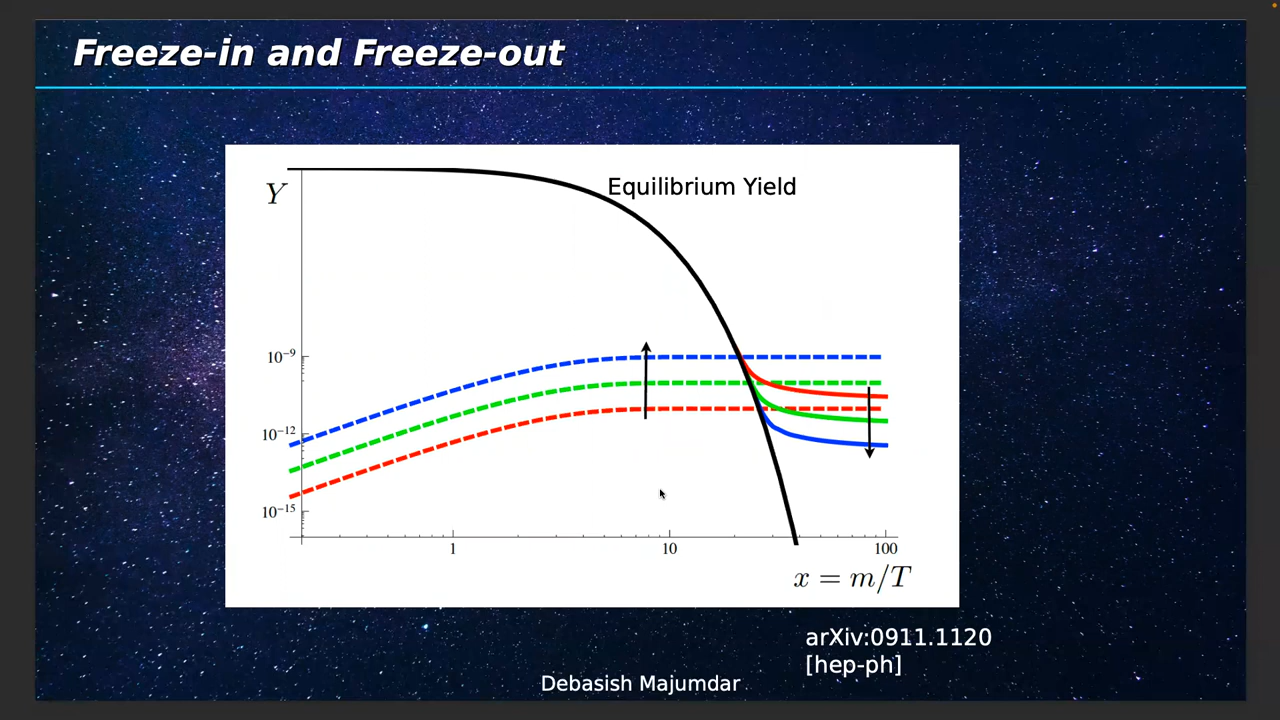 Freeze-in and Freeze-out
Y
Equilibrium Yield
10⁻⁹
10⁻¹²
10⁻¹⁵
1
10
100
x = m/T
arXiv:0911.1120
[hep-ph]
Debasish Majumdar